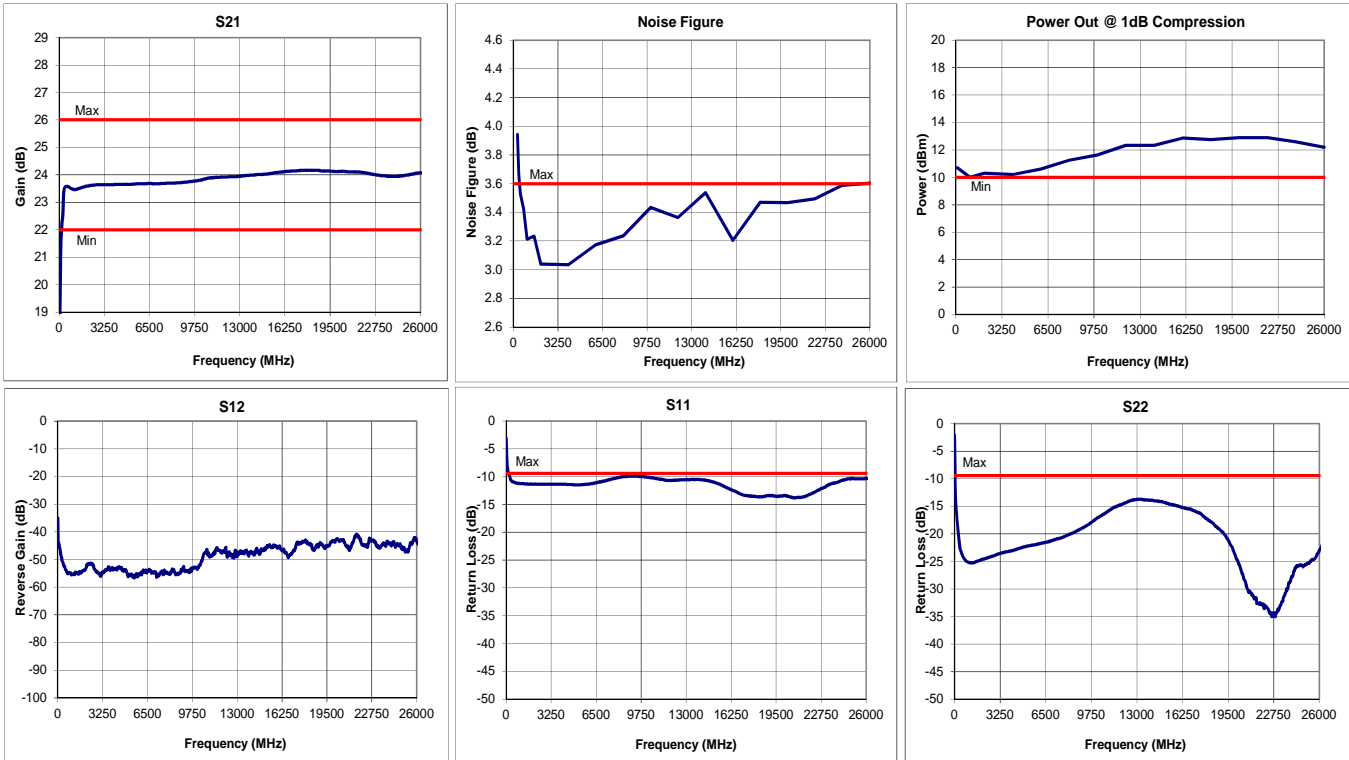 S21
29
28
27
26
25
24
23
22
21
20
19
Gain (dB)
Max
Min
0 3250 6500 9750 13000 16250 19500 22750 26000
Frequency (MHz)
Noise Figure
4.6
4.4
4.2
4.0
3.8
3.6
3.4
3.2
3.0
2.8
2.6
Noise Figure (dB)
Max
0 3250 6500 9750 13000 16250 19500 22750 26000
Frequency (MHz)
Power Out @ 1dB Compression
20
18
16
14
12
10
8
6
4
2
0
Power (dBm)
Min
0 3250 6500 9750 13000 16250 19500 22750 26000
Frequency (MHz)
S12
0
-10
-20
-30
-40
-50
-60
-70
-80
-90
-100
Reverse Gain (dB)
0 3250 6500 9750 13000 16250 19500 22750 26000
Frequency (MHz)
S11
0
-5
-10
-15
-20
-25
-30
-35
-40
-45
-50
Return Loss (dB)
Max
0 3250 6500 9750 13000 16250 19500 22750 26000
Frequency (MHz)
S22
0
-5
-10
-15
-20
-25
-30
-35
-40
-45
-50
Return Loss (dB)
Max
0 3250 6500 9750 13000 16250 19500 22750 26000
Frequency (MHz)